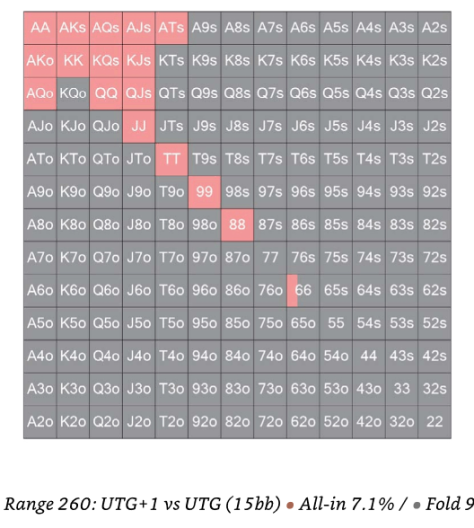 AA AKs AQs AJs ATs A9s A8s A7s A6s A5s A4s A3s A2s
AKo KK KQs KJs KTs K9s K8s K7s K6s K5s K4s K3s K2s
AQo KQo QQ QJs QTs Q9s Q8s Q7s Q6s Q5s Q4s Q3s Q2s
AJo KJo QJo JJ JTs J9s J8s J7s J6s J5s J4s J3s J2s
ATo KTo QTo JTo TT T9s T8s T7s T6s T5s T4s T3s T2s
A9o K9o Q9o J9o T9o 99 98s 97s 96s 95s 94s 93s 92s
A8o K8o Q8o J8o T8o 98o 88 87s 86s 85s 84s 83s 82s
A7o K7o Q7o J7o T7o 97o 87o 77 76s 75s 74s 73s 72s
A6o K6o Q6o J6o T6o 96o 86o 76o 66 65s 64s 63s 62s
A5o K5o Q5o J5o T5o 95o 85o 75o 65o 55 54s 53s 52s
A4o K4o Q4o J4o T4o 94o 84o 74o 64o 54o 44 43s 42s
A3o K3o Q3o J3o T3o 93o 83o 73o 63o 53o 43o 33 32s
A2o K2o Q2o J2o T2o 92o 82o 72o 62o 52o 42o 32o 22
Range 260: UTG+1 vs UTG (15bb) • All-in 7.1% / • Fold 9